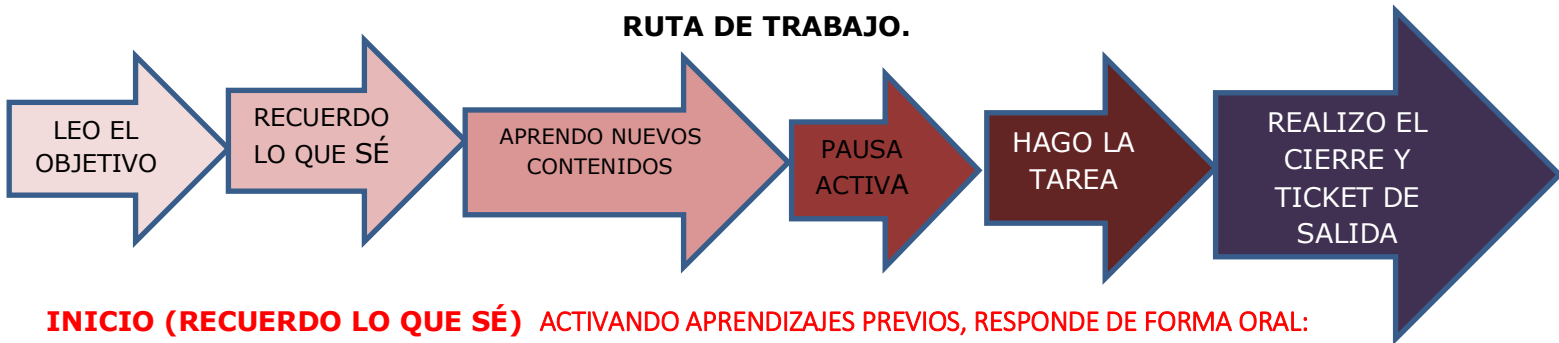 RUTA DE TRABAJO.
LEO EL
OBJETIVO
RECUERDO
LO QUE SÉ
APRENDO NUEVOS
CONTENIDOS
PAUSA
ACTIVA
HAGO LA
TAREA
REALIZO EL
CIERRE Y
TICKET DE
SALIDA
INICIO (RECUERDO LO QUE SÉ) ACTIVANDO APRENDIZAJES PREVIOS, RESPONDE DE FORMA ORAL: